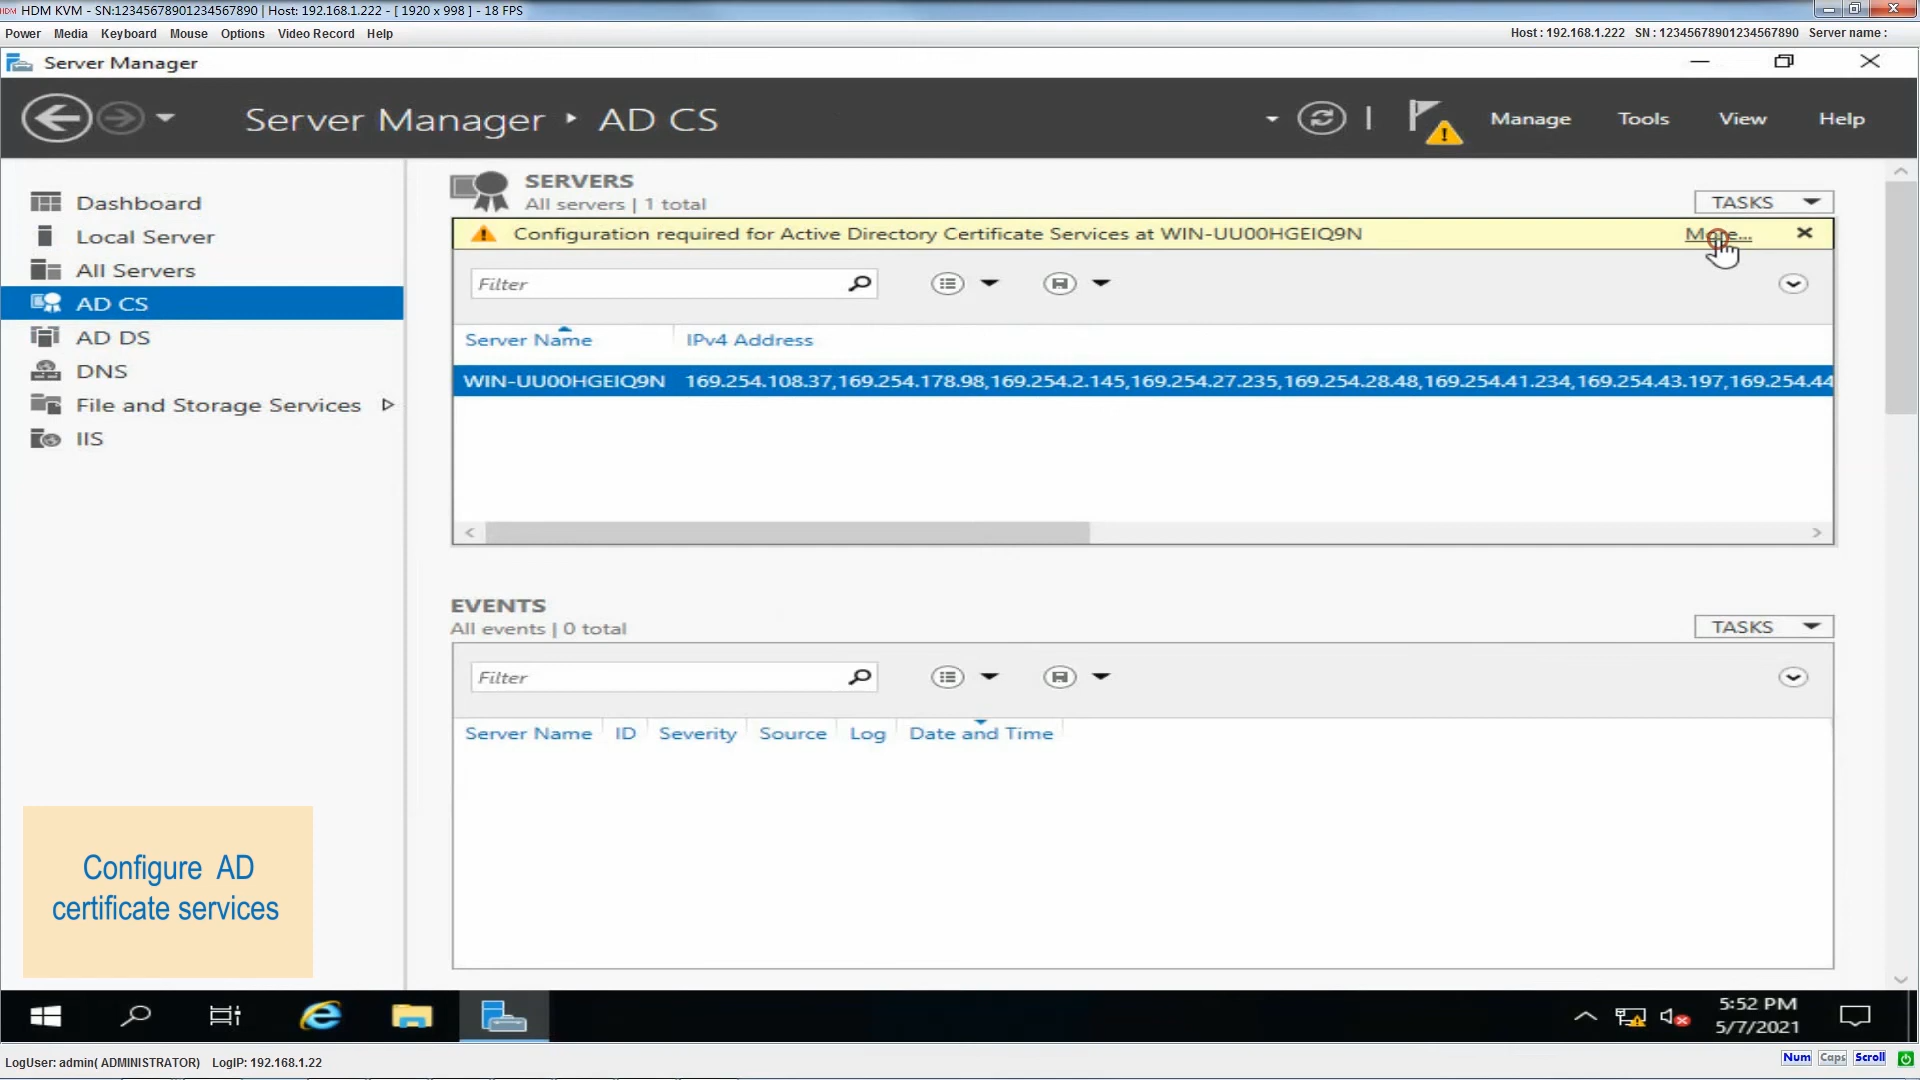 HDM KVM - SN:12345678901234567890 | Host: 192.168.1.222 - [ 1920 x 998 ] - 18 FPS
Power Media Keyboard Mouse Options Video Record Help
Host : 192.168.1.222 SN : 12345678901234567890 Server name :
Server Manager
Server Manager ‣ AD CS
Manage Tools View Help
Dashboard
Local Server
All Servers
AD CS
AD DS
DNS
File and Storage Services
IIS
SERVERS
All servers | 1 total
TASKS
Configuration required for Active Directory Certificate Services at WIN-UU00HGEIQ9N
More...
Filter
Server Name IPv4 Address
WIN-UU00HGEIQ9N 169.254.108.37,169.254.178.98,169.254.2.145,169.254.27.235,169.254.28.48,169.254.41.234,169.254.43.197,169.254.44
EVENTS
All events | 0 total
TASKS
Filter
Server Name ID Severity Source Log Date and Time
Configure AD
certificate services
5:52 PM
5/7/2021
LogUser: admin( ADMINISTRATOR) LogIP: 192.168.1.22
Num Caps Scroll